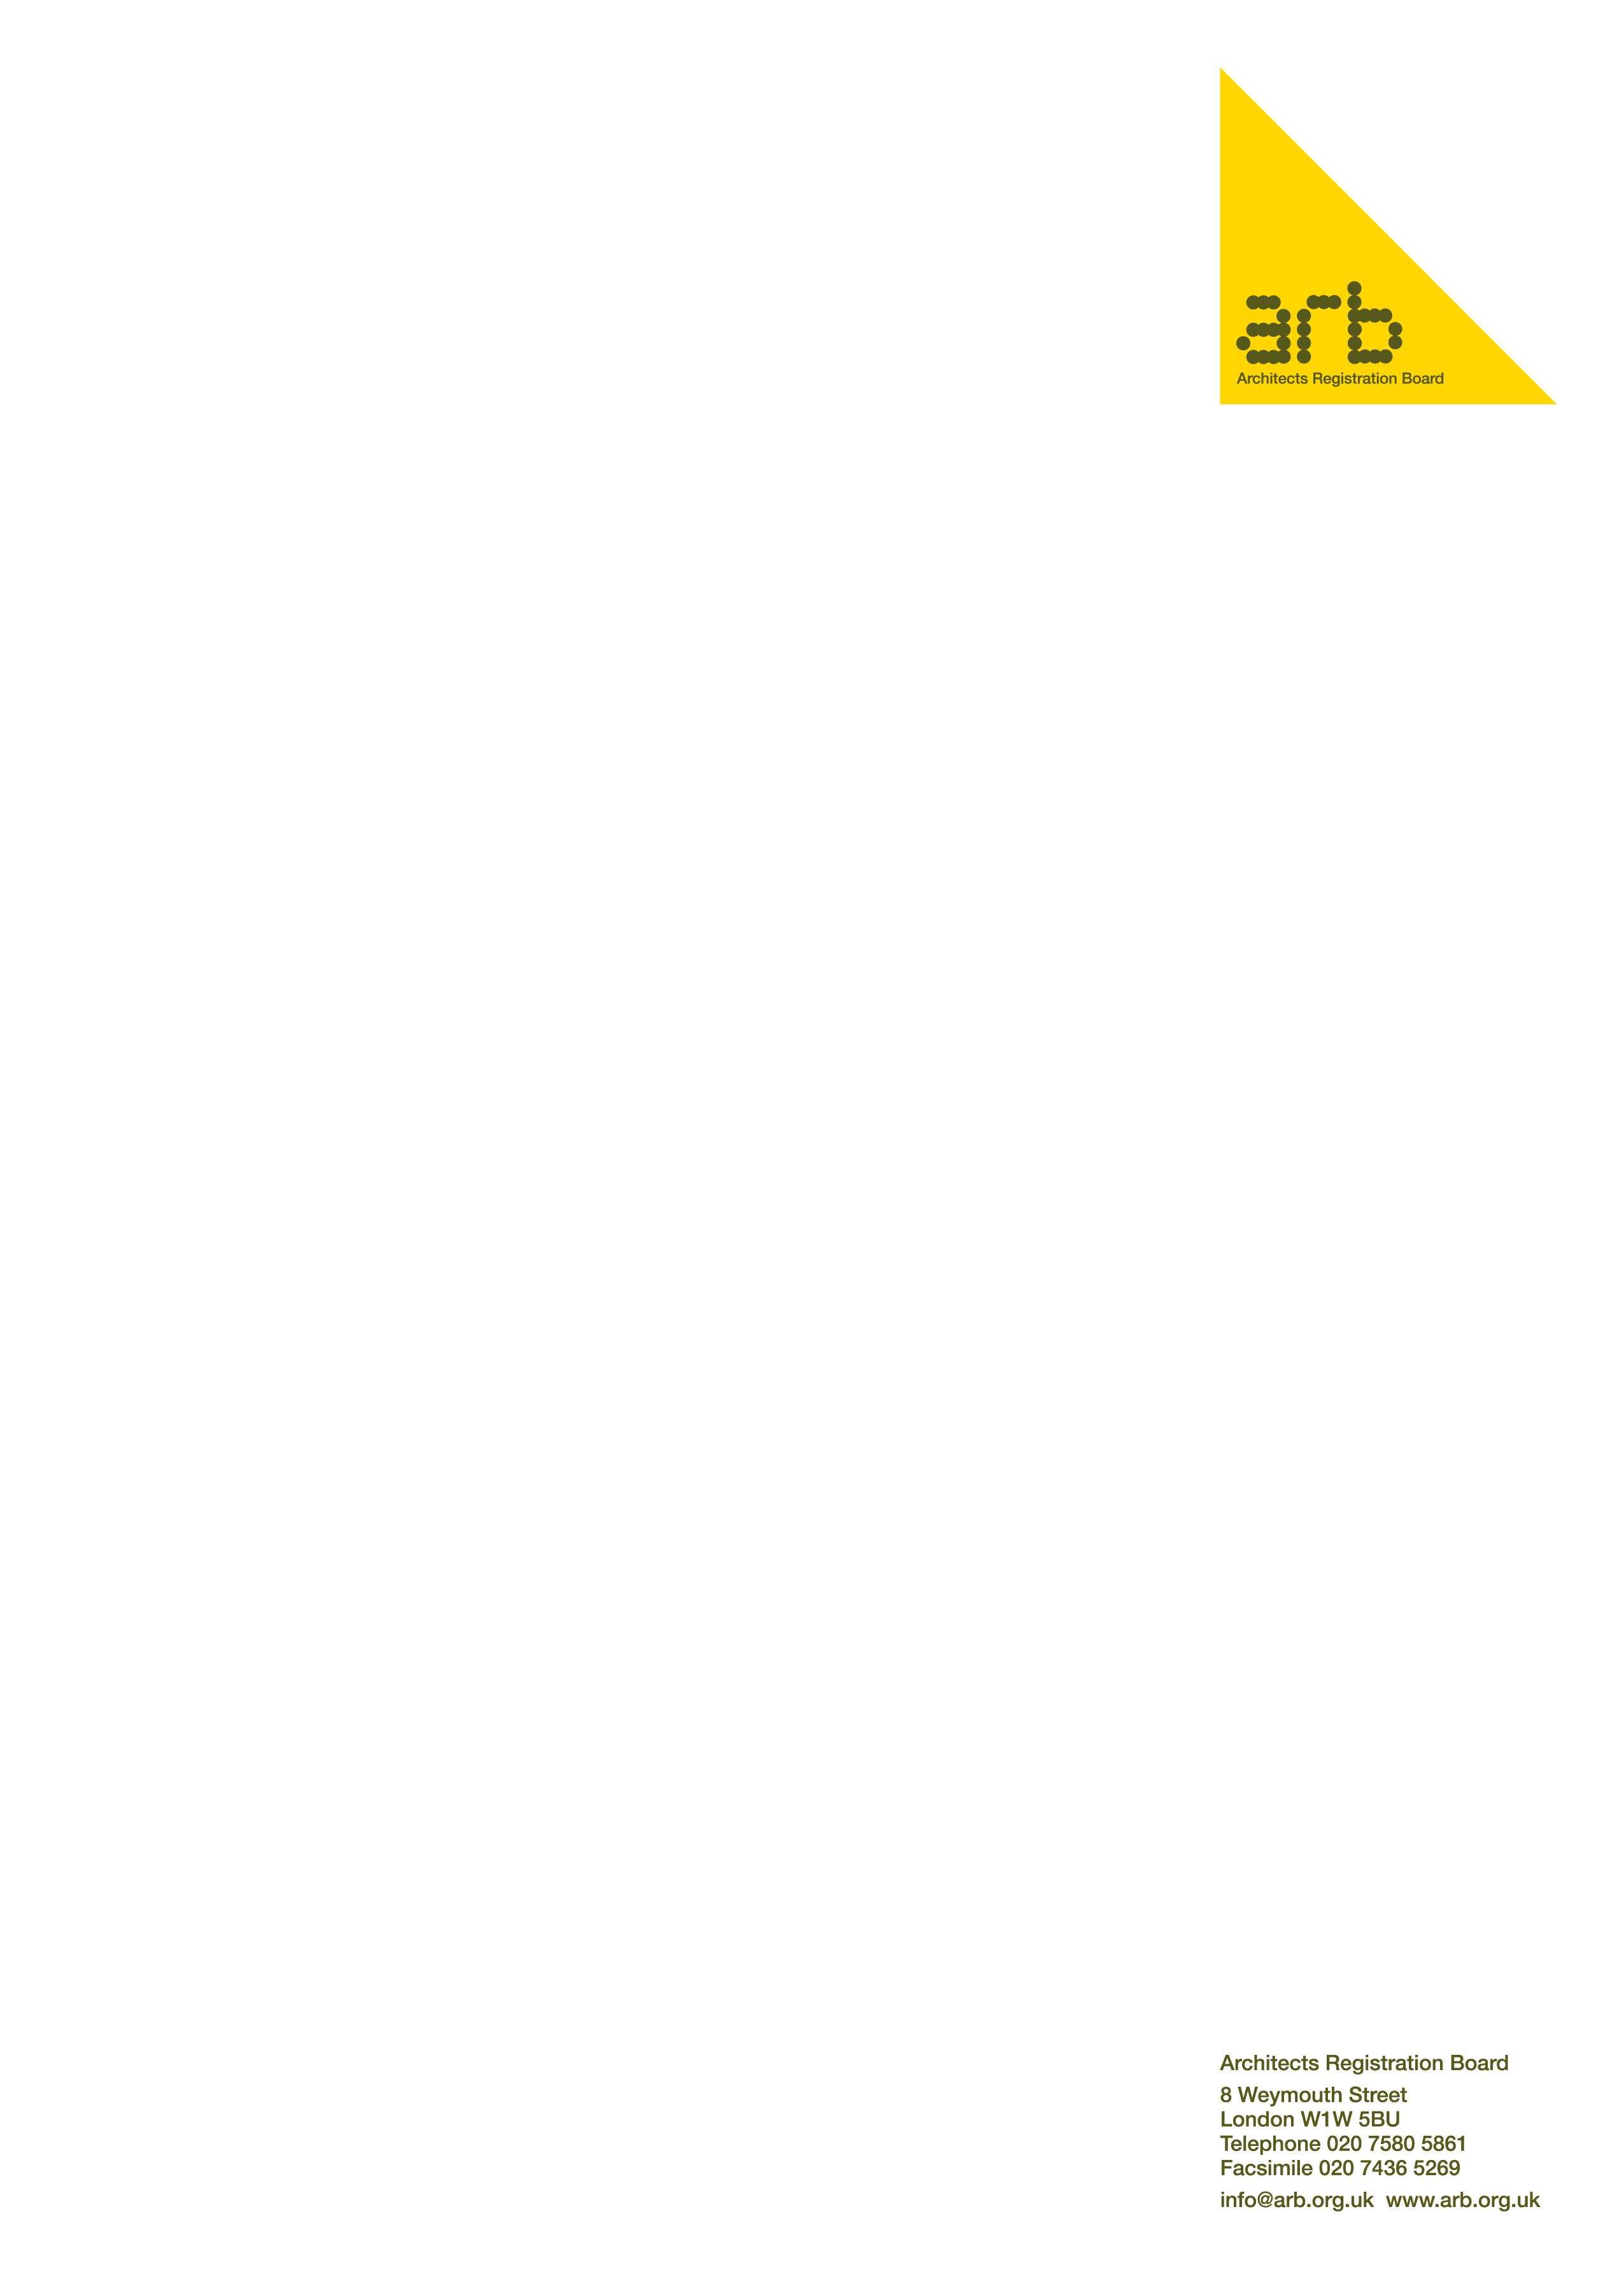 arb
Architects Registration Board
Architects Registration Board
8 Weymouth Street
London W1W 5BU
Telephone 020 7580 5861
Facsimile 020 7436 5269
info@arb.org.uk www.arb.org.uk